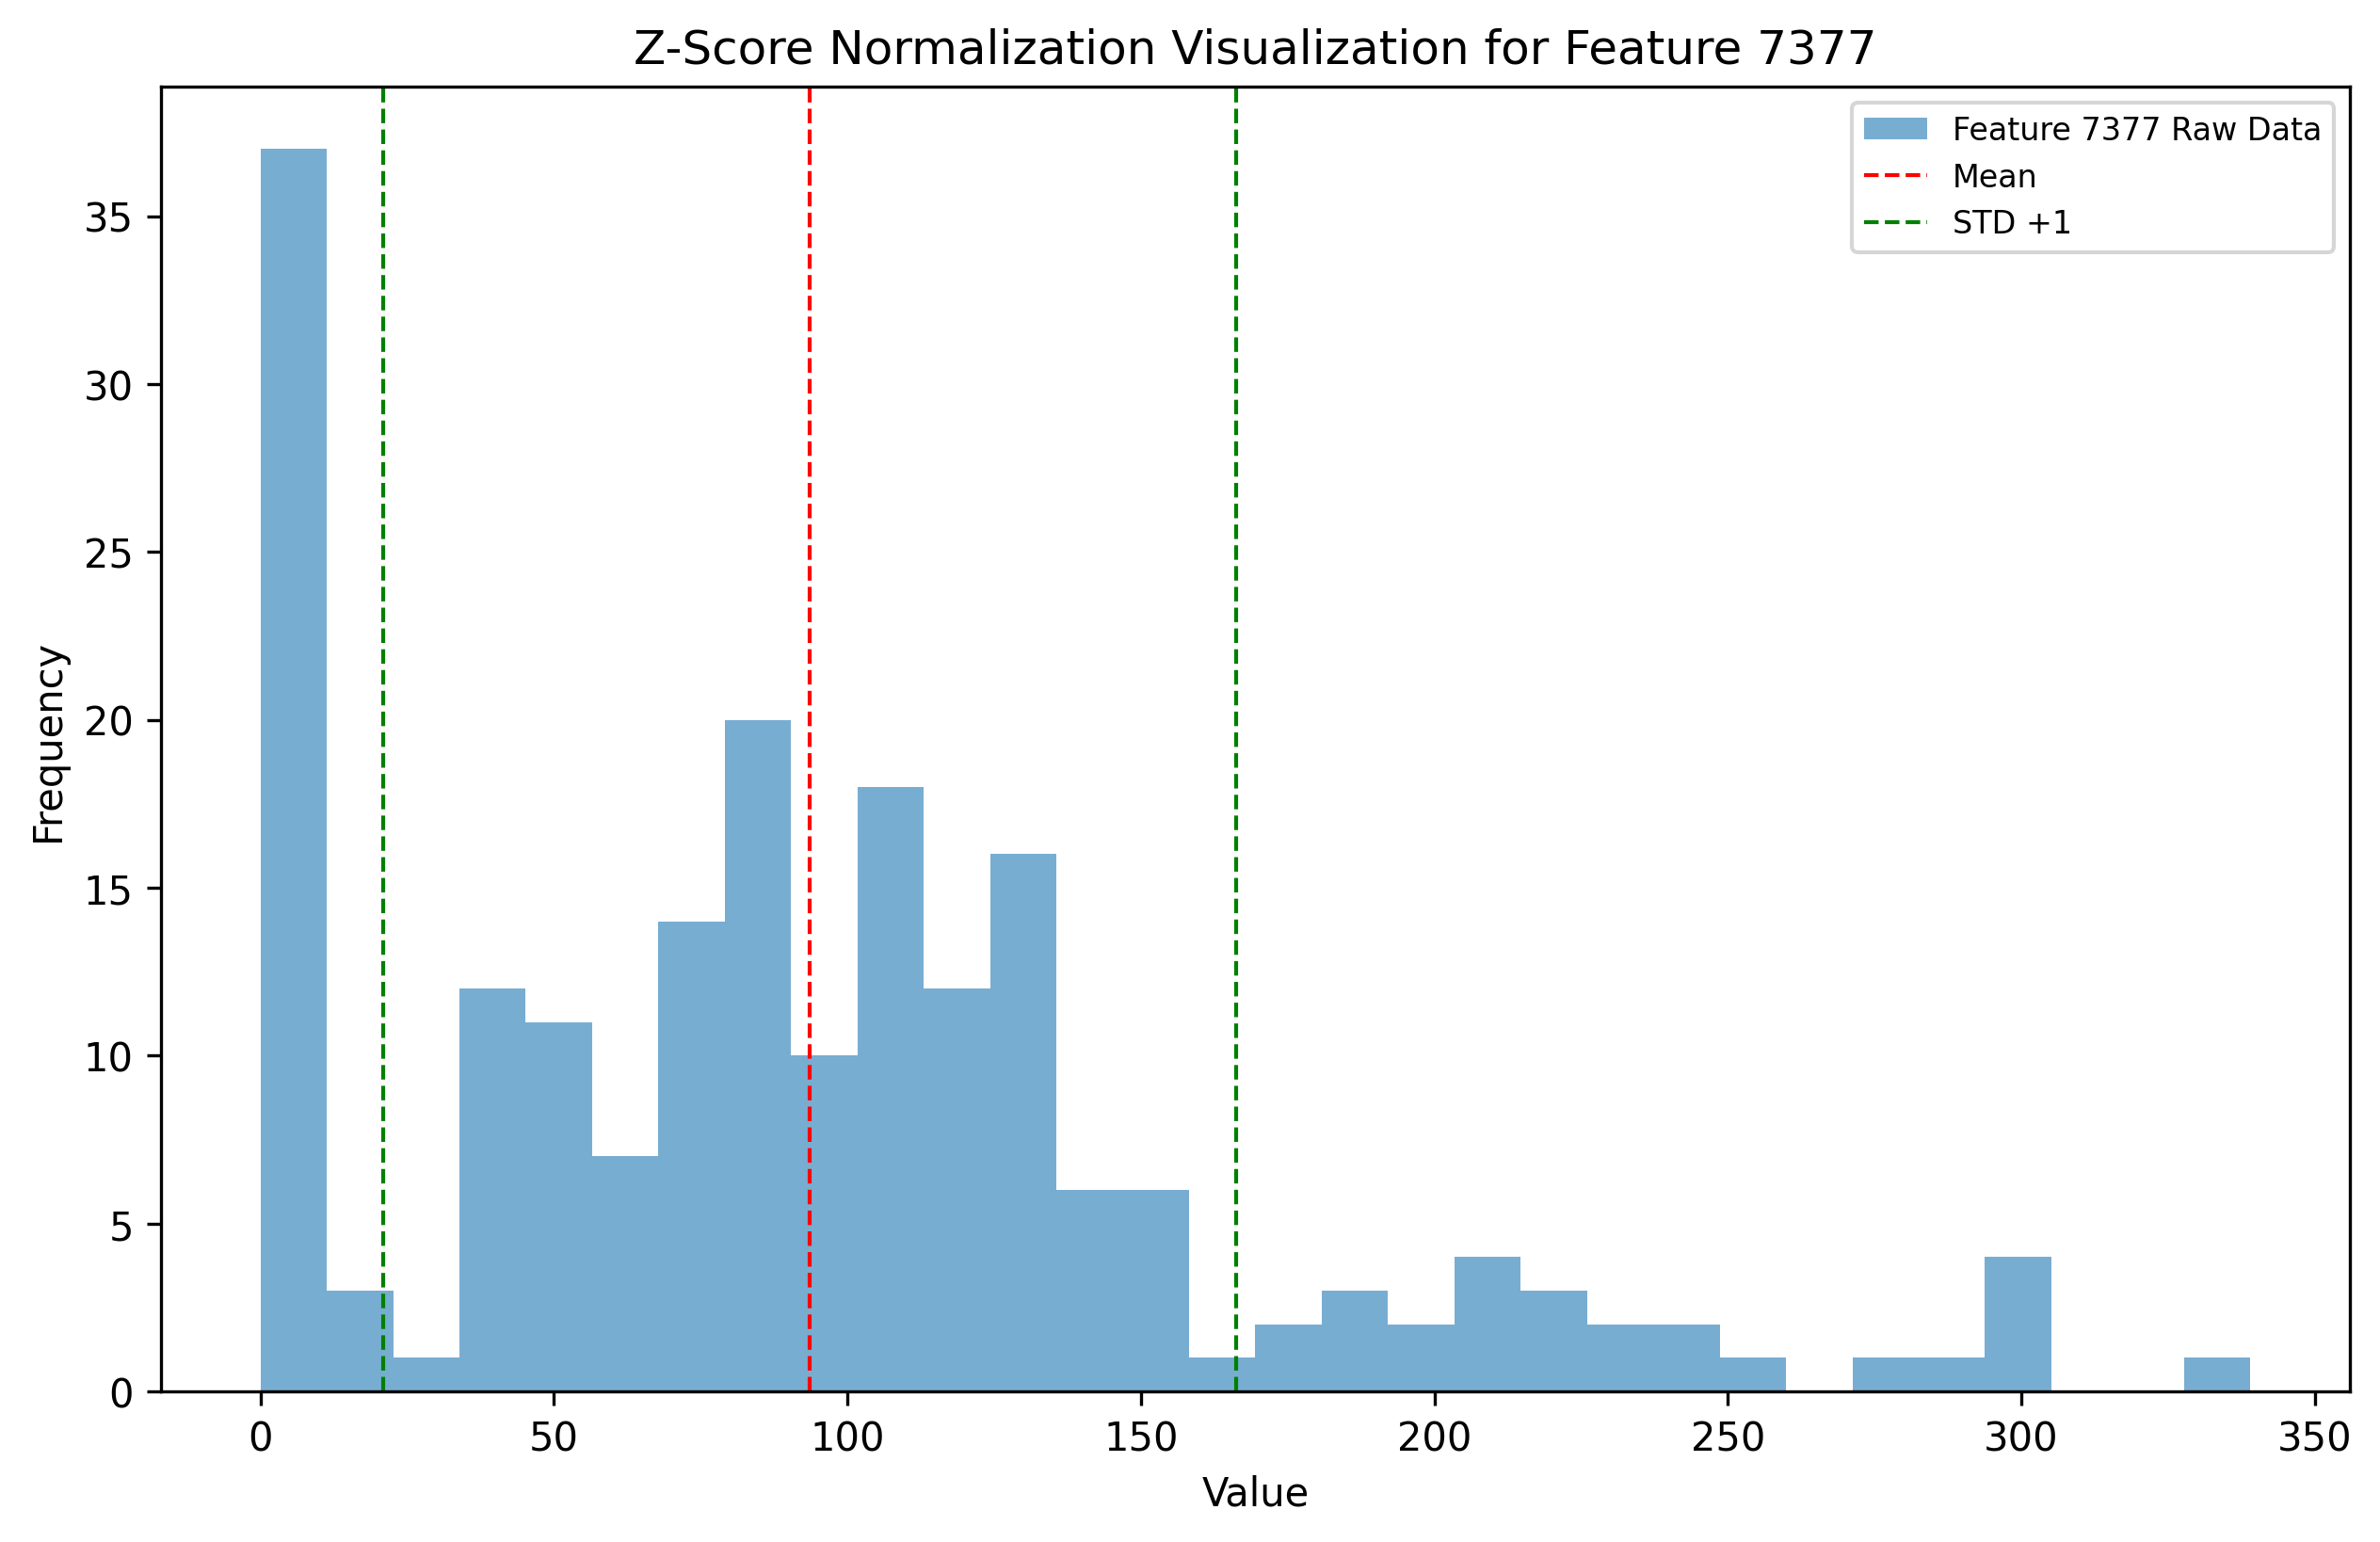 Z-Score Normalization Visualization for Feature 7377
Feature 7377 Raw Data
Mean
STD +1
Frequency
35
30
25
20
15
10
5
0
0 50 100 150 200 250 300 350
Value